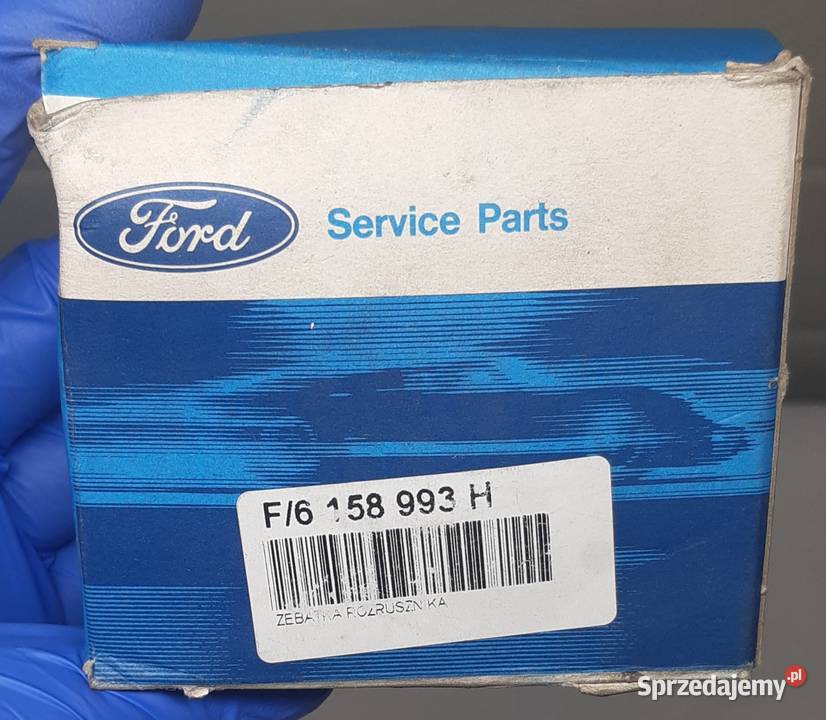 Ford
Service Parts
F/6 158 993 H
ZEBATKA ROZRUSZNIKA
Sprzedajemy.pl